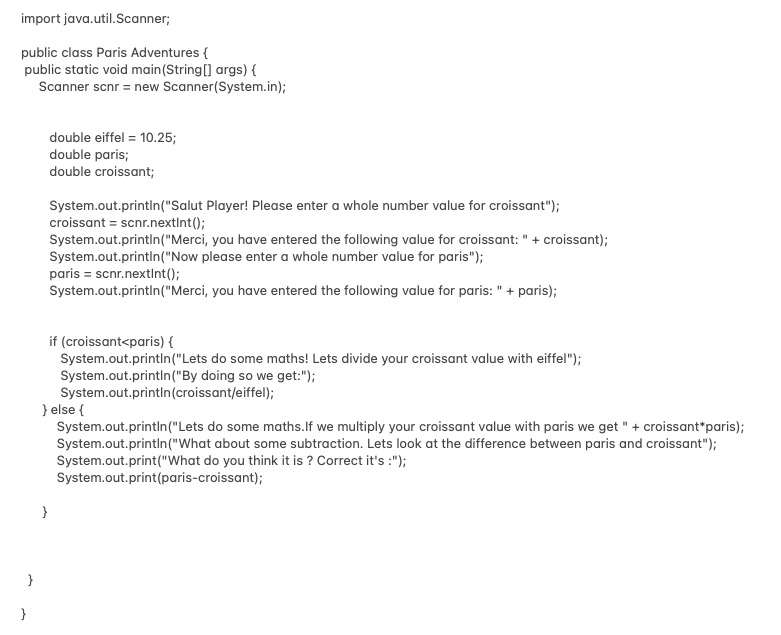 import java.util.Scanner;
public class Paris Adventures {
public static void main(String[] args) {
Scanner scnr = new Scanner(System.in);
double eiffel = 10.25;
double paris;
double croissant;
System.out.println("Salut Player! Please enter a whole number value for croissant");
croissant = scnr.nextInt();
System.out.println("Merci, you have entered the following value for croissant: " + croissant);
System.out.println("Now please enter a whole number value for paris");
paris = scnr.nextInt();
System.out.println("Merci, you have entered the following value for paris: " + paris);
if (croissant<paris) {
System.out.println("Lets do some maths! Lets divide your croissant value with eiffel");
System.out.println("By doing so we get:");
System.out.println(croissant/eiffel);
} else {
System.out.println("Lets do some maths.If we multiply your croissant value with paris we get " + croissant*paris);
System.out.println("What about some subtraction. Lets look at the difference between paris and croissant");
System.out.print("What do you think it is ? Correct it's :");
System.out.print(paris-croissant);
}
}
}